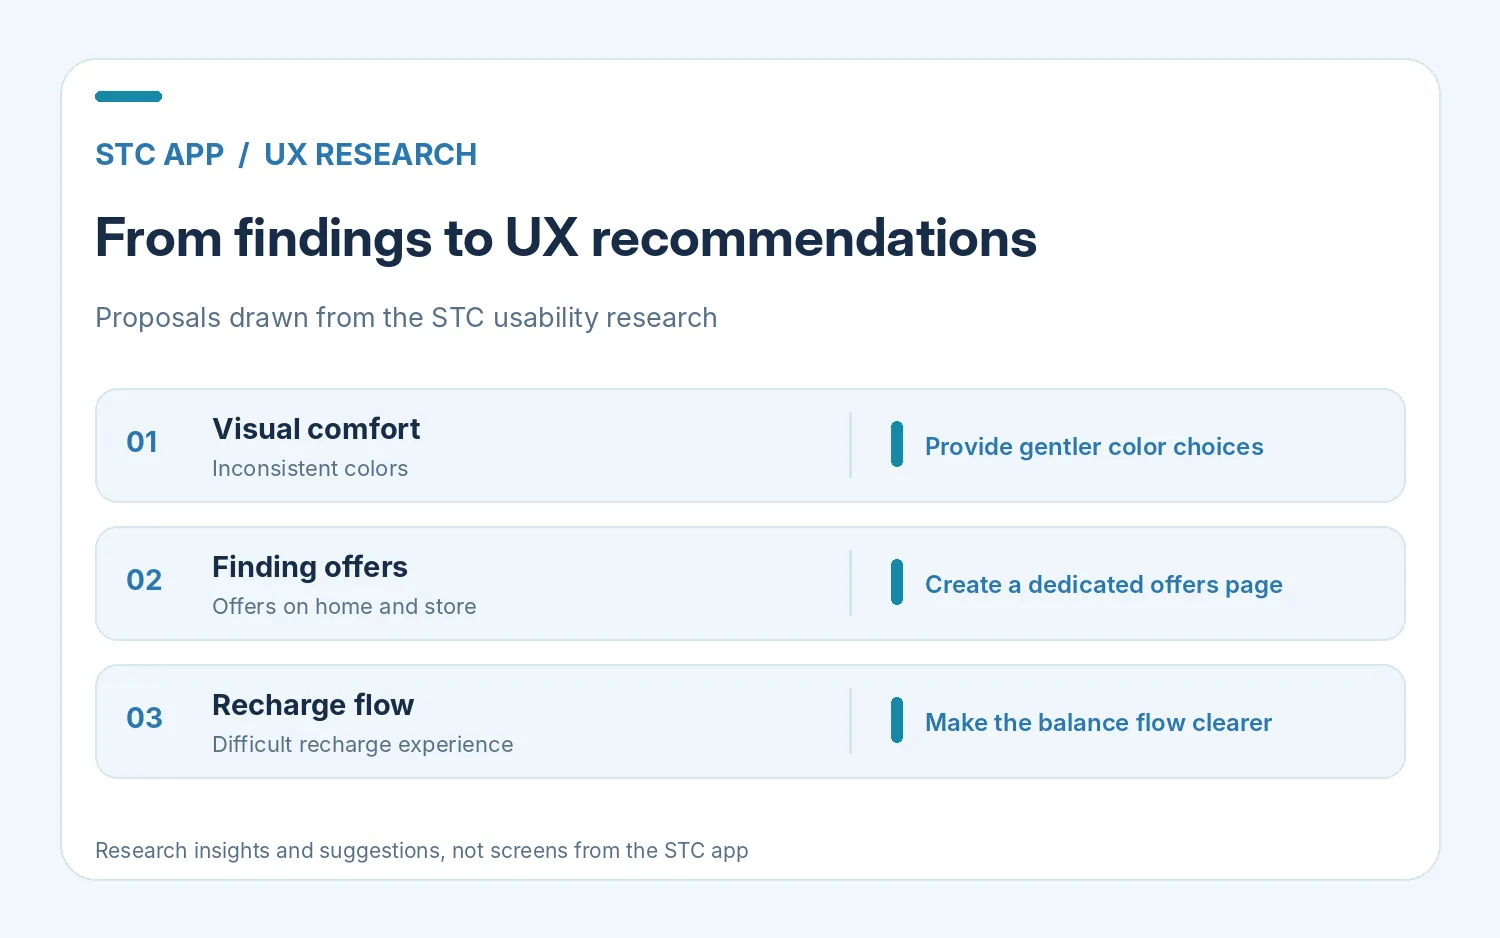 STC APP / UX RESEARCH
From findings to UX recommendations
Proposals drawn from the STC usability research
01
Visual comfort
Inconsistent colors
Provide gentler color choices
02
Finding offers
Offers on home and store
Create a dedicated offers page
03
Recharge flow
Difficult recharge experience
Make the balance flow clearer
Research insights and suggestions, not screens from the STC app